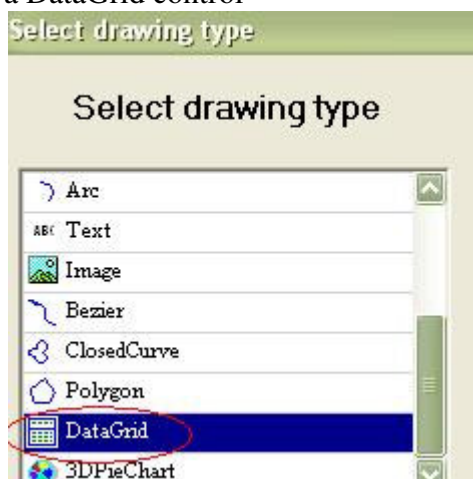 a DataGrid control
Select drawing type
Select drawing type
Arc
ABC Text
Image
Bezier
ClosedCurve
Polygon
DataGrid
3DPieChart